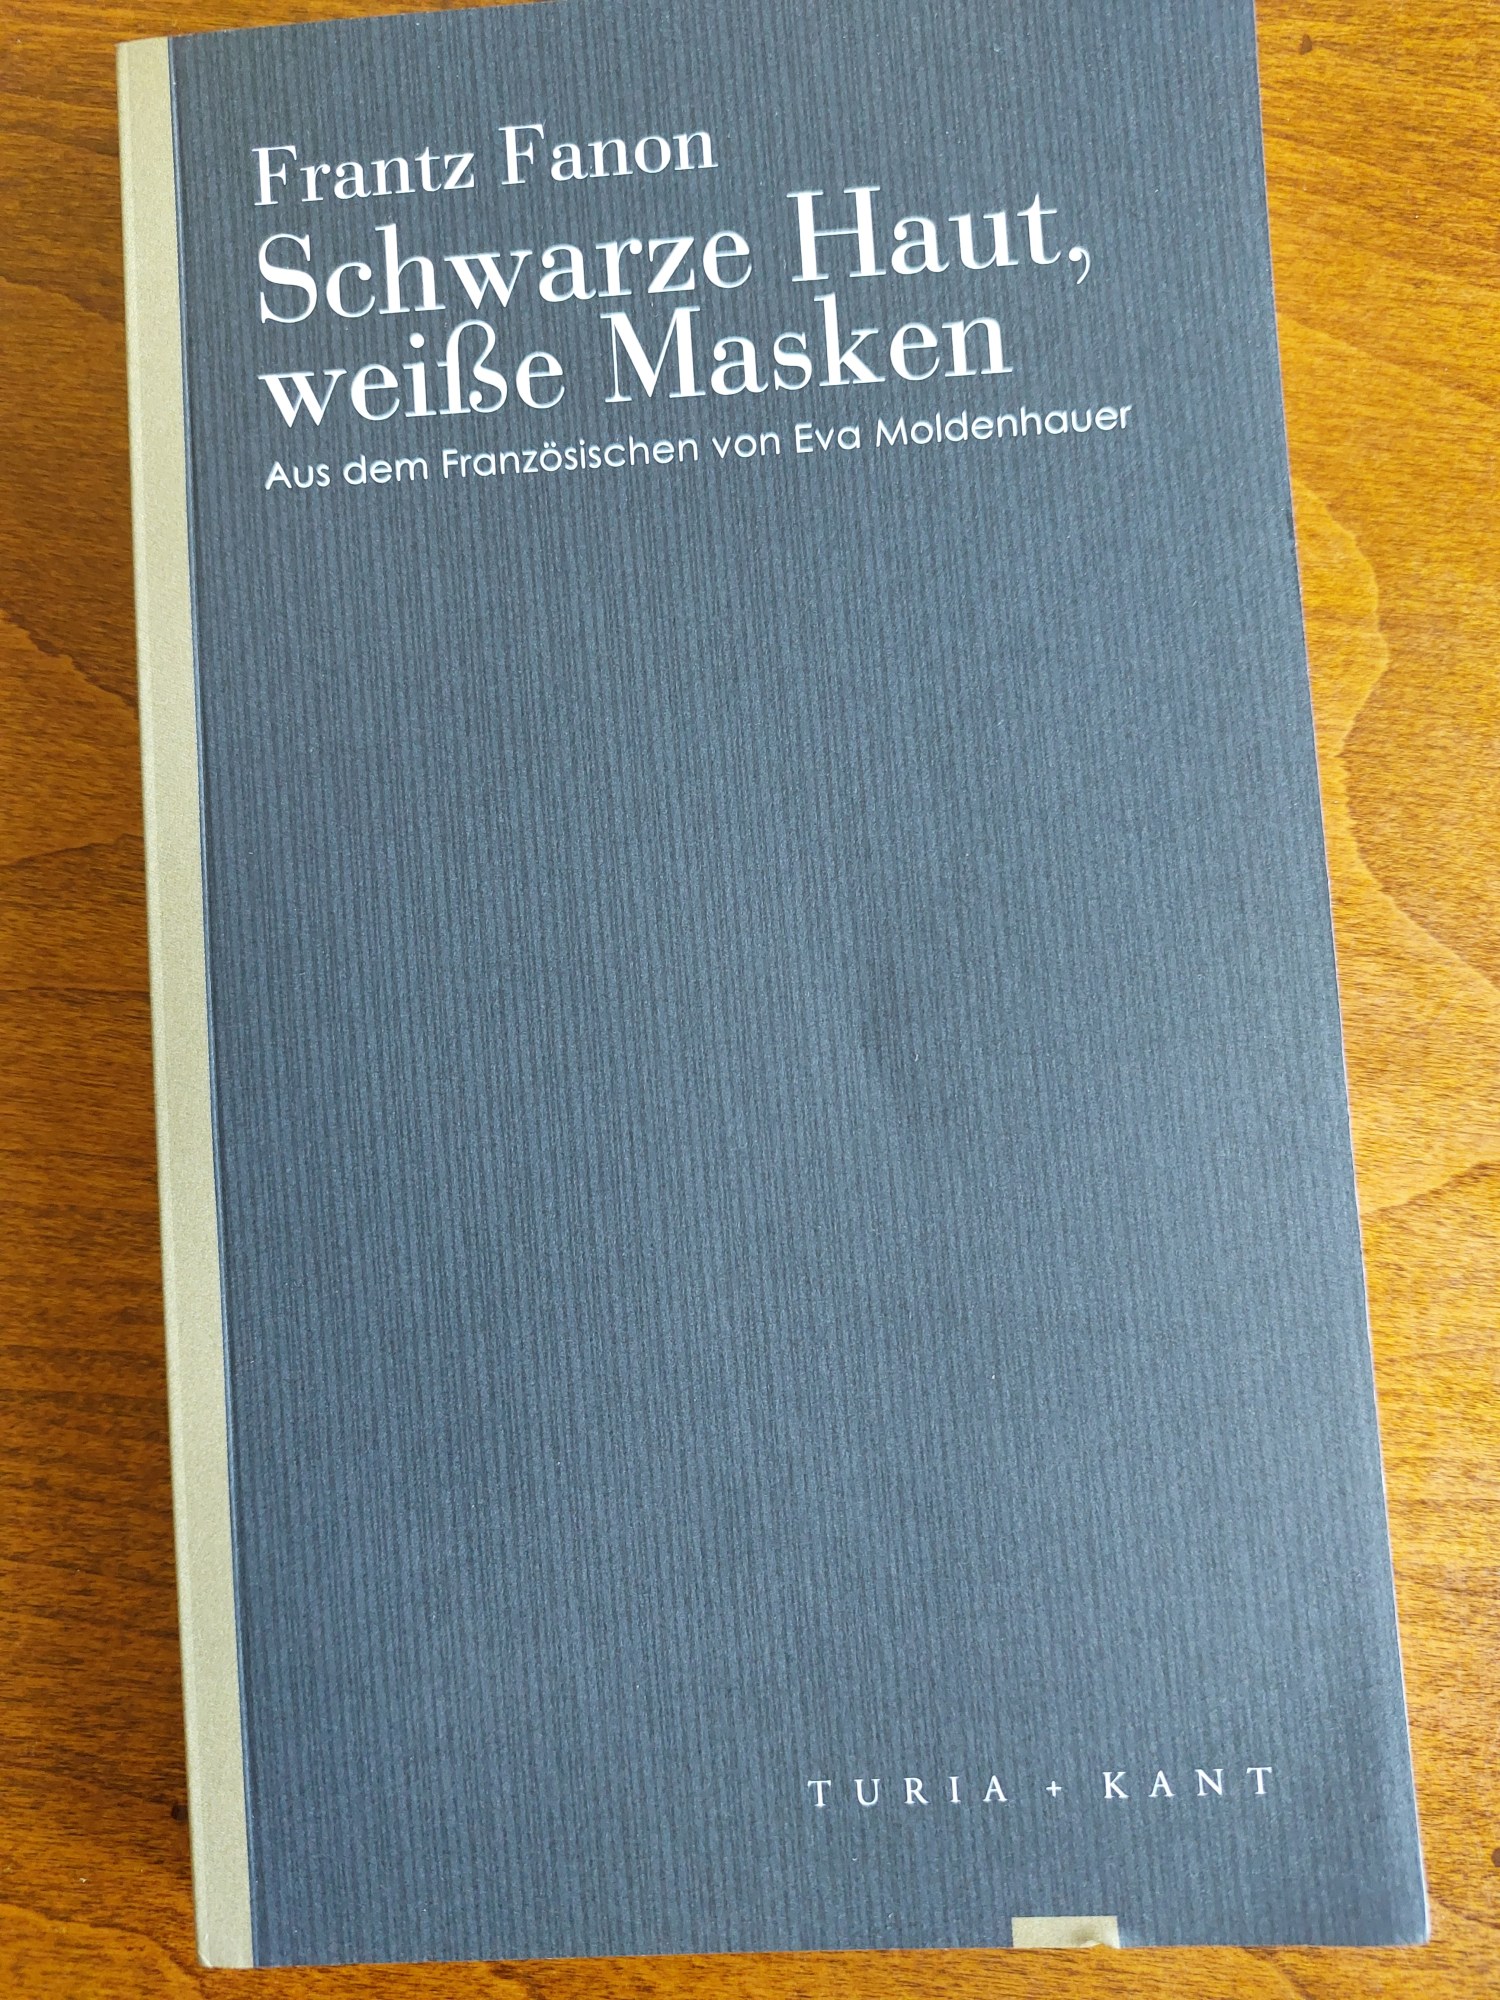 Frantz Fanon
Schwarze Haut,
weiße Masken
Aus dem Französischen von Eva Moldenhauer
TURIA + KANT